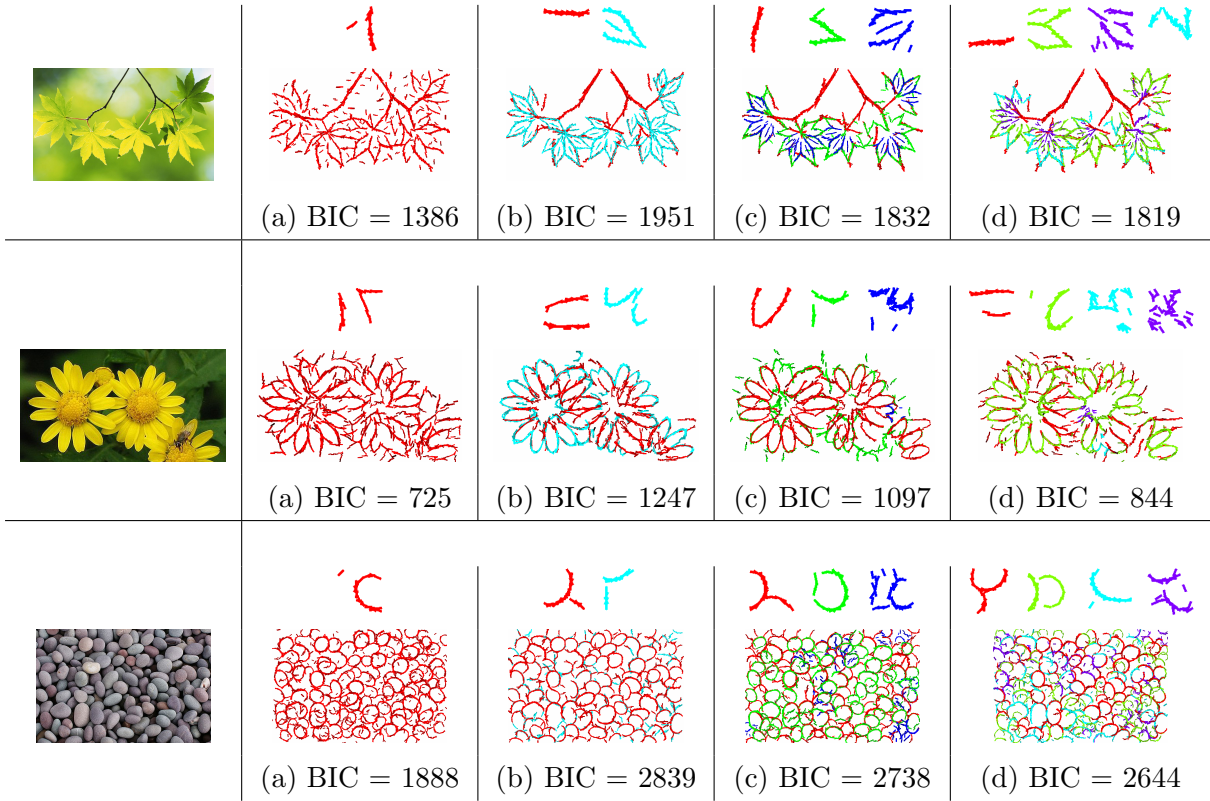 (a) BIC = 1386 (b) BIC = 1951 (c) BIC = 1832 (d) BIC = 1819
(a) BIC = 725 (b) BIC = 1247 (c) BIC = 1097 (d) BIC = 844
(a) BIC = 1888 (b) BIC = 2839 (c) BIC = 2738 (d) BIC = 2644